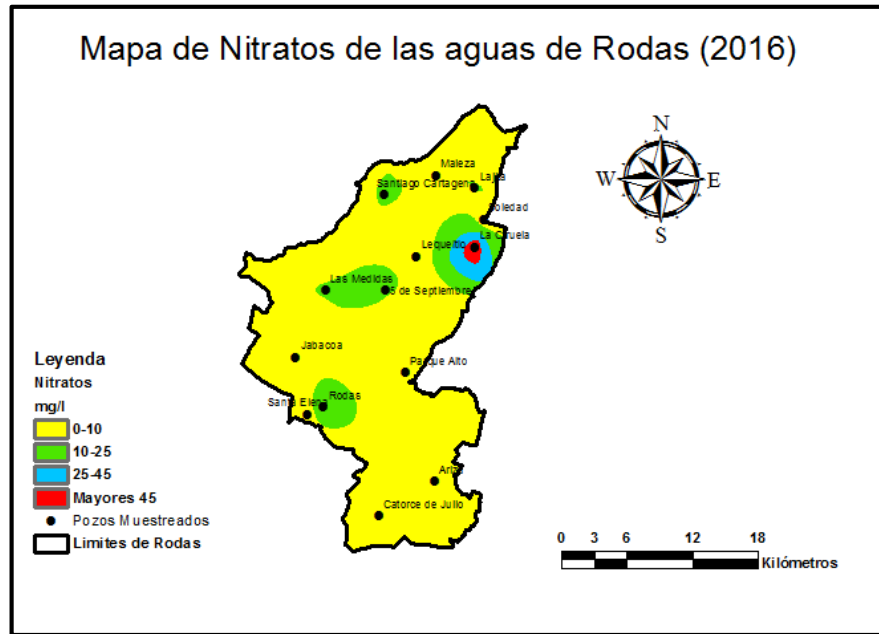 Mapa de Nitratos de las aguas de Rodas (2016)
N
W E
S
Maleza
Santiago Cartagena
Soledad
La Ciruela
Lequeitio
Las Medidas
5 de Septiembre
Jabacoa
Parque Alto
Santa Elena
Rodas
Ariza
Catorce de Julio
Leyenda
Nitratos
mg/l
0-10
10-25
25-45
Mayores 45
Pozos Muestreados
Limites de Rodas
0 3 6 12 18
Kilómetros